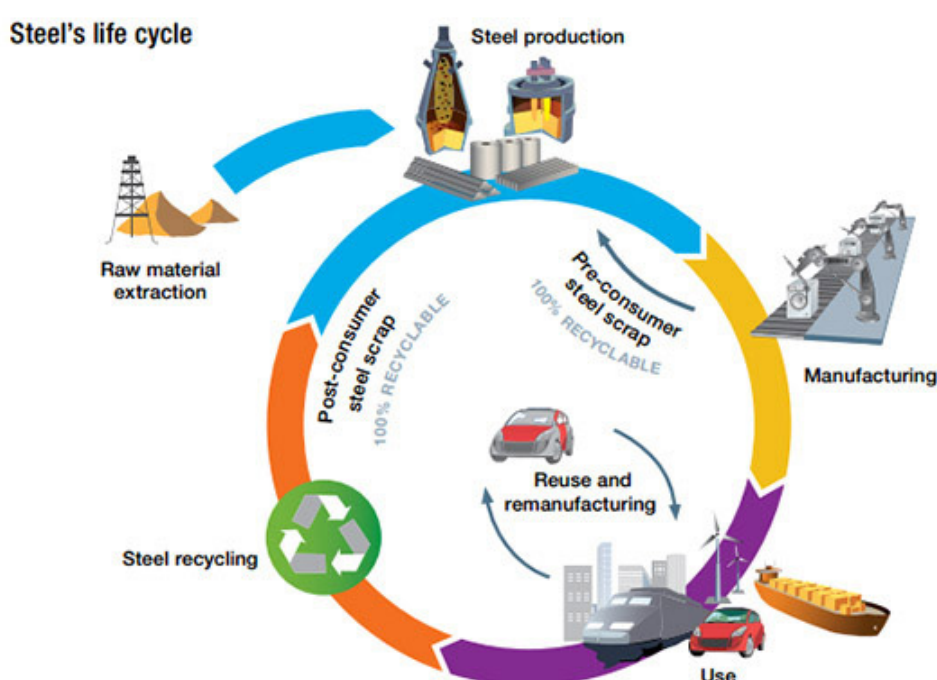 Steel's life cycle
Steel production
Raw material
extraction
Post-consumer
steel scrap
100% RECYCLABLE
Pre-consumer
steel scrap
100% RECYCLABLE
Manufacturing
Reuse and
remanufacturing
Steel recycling
Use